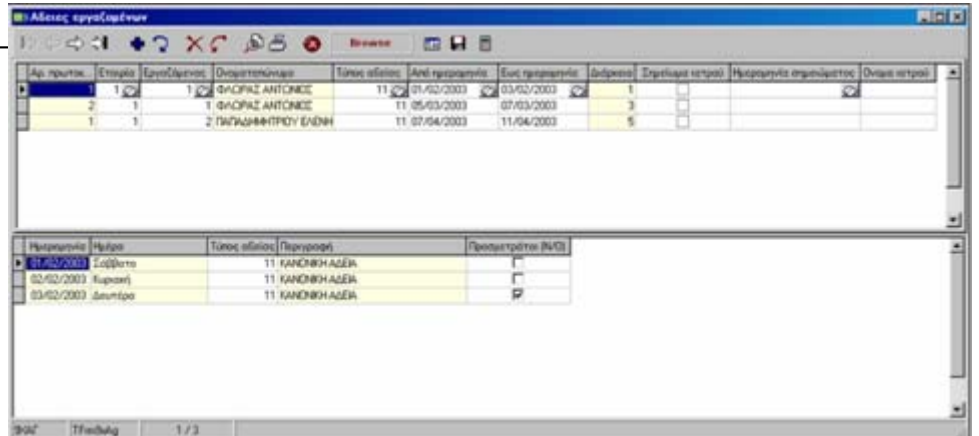 Αδειες εργαζομένων
Browse
Αρ. πρωτοκ. Εταιρία Εργαζόμενος Ονοματεπώνυμο Τύπος αδείας Από ημερομηνία Εως ημερομηνία Διάρκεια Σημείωμα ιατρού Ημερομηνία σημειώματος Ονομα ιατρού
1 1 1 ΦΛΩΡΑΣ ΑΝΤΩΝΙΟΣ 11 01/02/2003 03/02/2003 1
2 1 1 ΦΛΩΡΑΣ ΑΝΤΩΝΙΟΣ 11 05/03/2003 07/03/2003 3
1 1 2 ΠΑΠΑΔΗΜΗΤΡΙΟΥ ΕΛΕΝΗ 11 07/04/2003 11/04/2003 5
Ημερομηνία Ημέρα Τύπος αδείας Περιγραφή Προσμετράται (Ν/Ο)
01/02/2003 Σάββατο 11 ΚΑΝΟΝΙΚΗ ΑΔΕΙΑ
02/02/2003 Κυριακή 11 ΚΑΝΟΝΙΚΗ ΑΔΕΙΑ
03/02/2003 Δευτέρα 11 ΚΑΝΟΝΙΚΗ ΑΔΕΙΑ
1 / 3